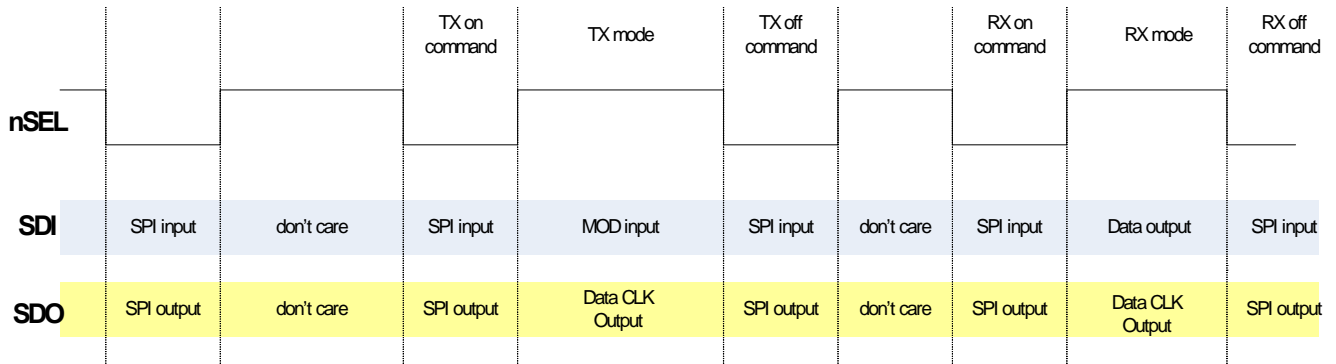 TX on
command
TX mode
TX off
command
RX on
command
RX mode
RX off
command
nSEL
SDI SPI input don't care SPI input MOD input SPI input don't care SPI input Data output SPI input
SDO SPI output don't care SPI output Data CLK
Output SPI output don't care SPI output Data CLK
Output SPI output